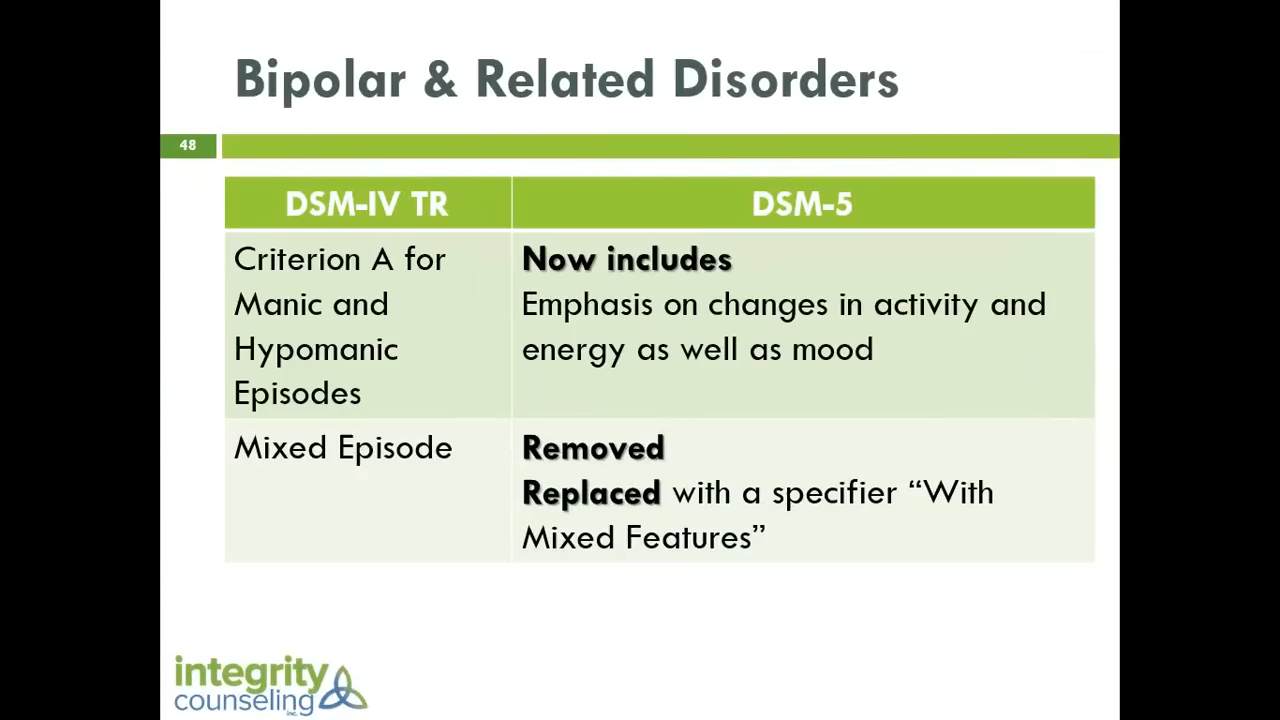 Bipolar & Related Disorders
48
DSM-IV TR
DSM-5
Criterion A for
Manic and
Hypomanic
Episodes
Now includes
Emphasis on changes in activity and
energy as well as mood
Mixed Episode
Removed
Replaced with a specifier “With
Mixed Features”
integrity
counseling
inc.